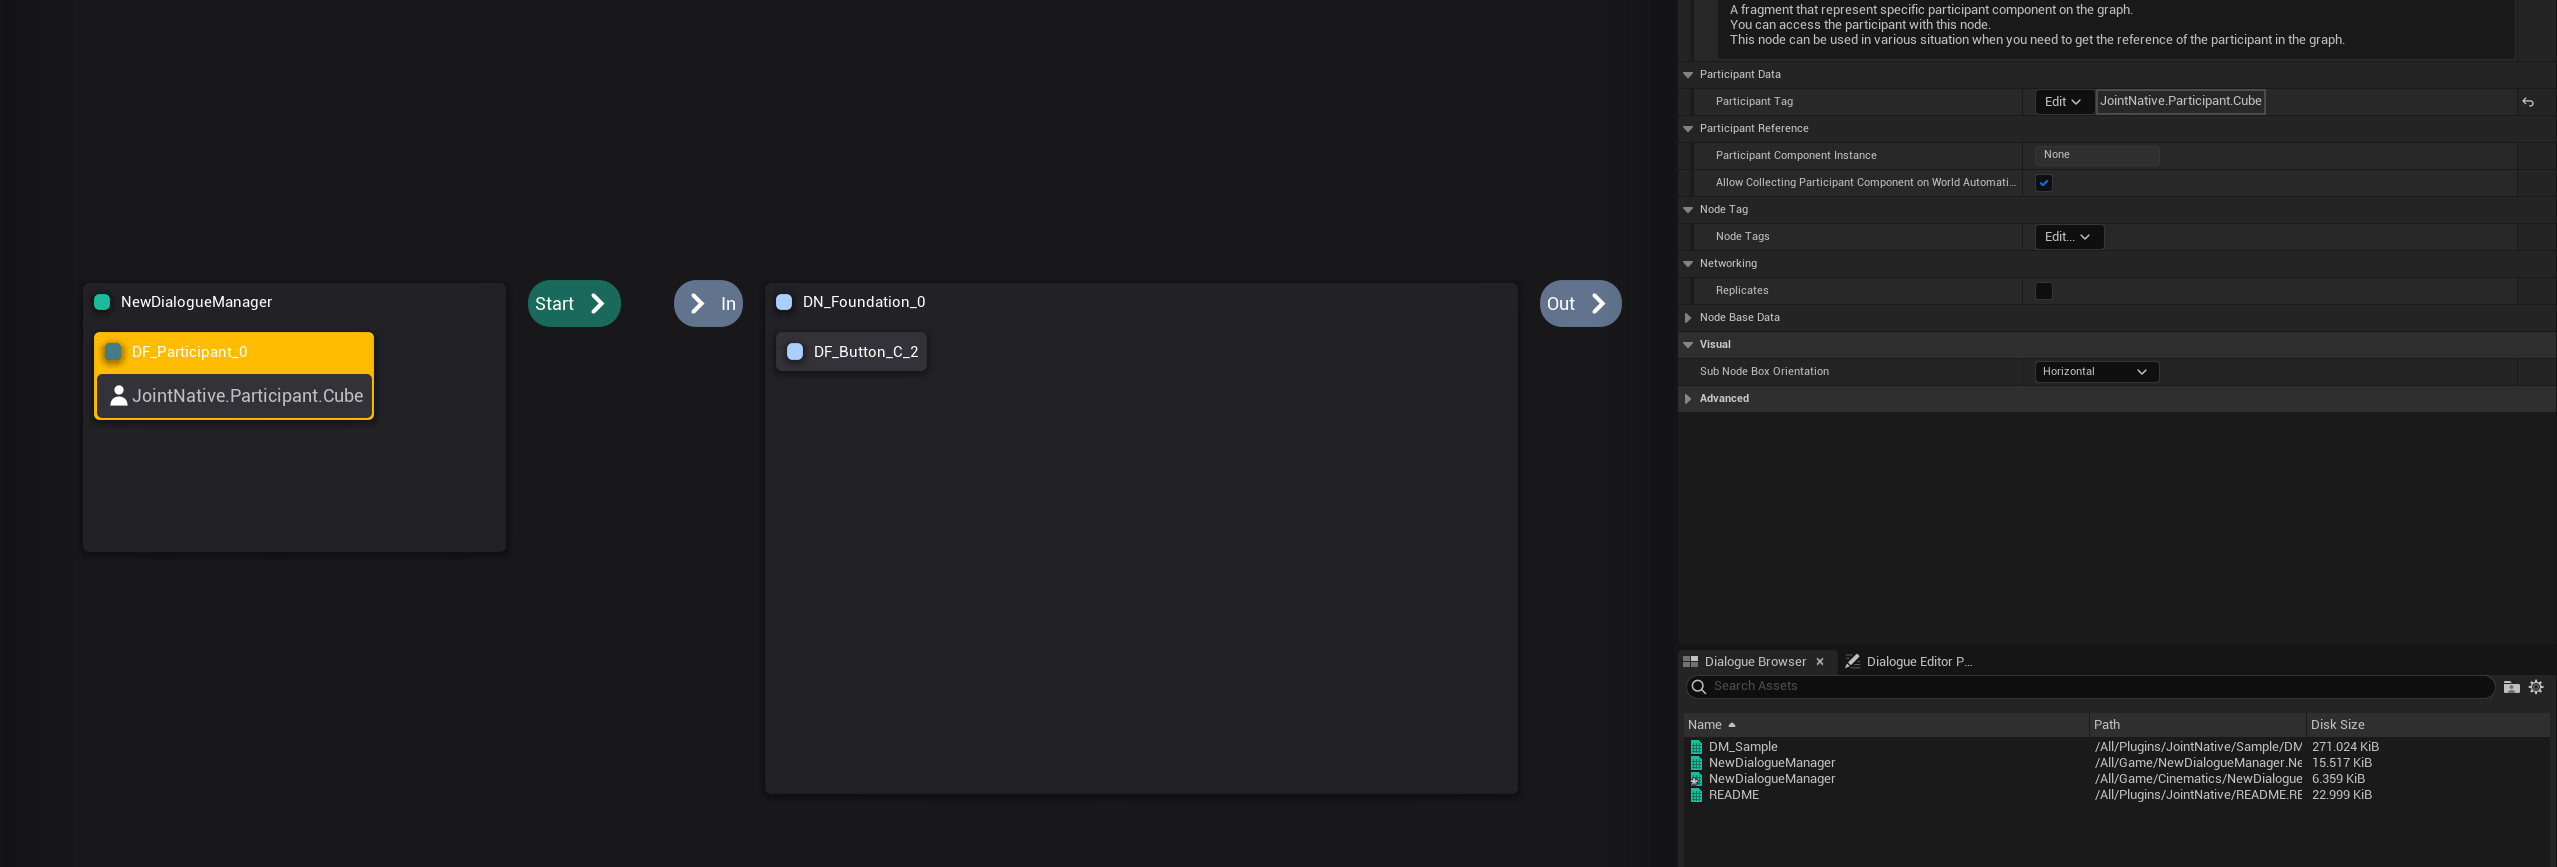 A fragment that represent specific participant component on the graph.
You can access the participant with this node.
This node can be used in various situation when you need to get the reference of the participant in the graph.
Participant Data
Participant Tag Edit JointNative.Participant.Cube
Participant Reference
Participant Component Instance None
Allow Collecting Participant Component on World Automati...
Node Tag
Node Tags Edit...
Networking
Replicates
Node Base Data
Visual
Sub Node Box Orientation Horizontal
Advanced
NewDialogueManager
DF_Participant_0
JointNative.Participant.Cube
Start
In
DN_Foundation_0
DF_Button_C_2
Out
Dialogue Browser Dialogue Editor P...
Search Assets
Name Path Disk Size
DM_Sample /All/Plugins/JointNative/Sample/DM 271.024 KiB
NewDialogueManager /All/Game/NewDialogueManager.Ne 15.517 KiB
NewDialogueManager /All/Game/Cinematics/NewDialogue 6.359 KiB
README /All/Plugins/JointNative/README.RE 22.999 KiB